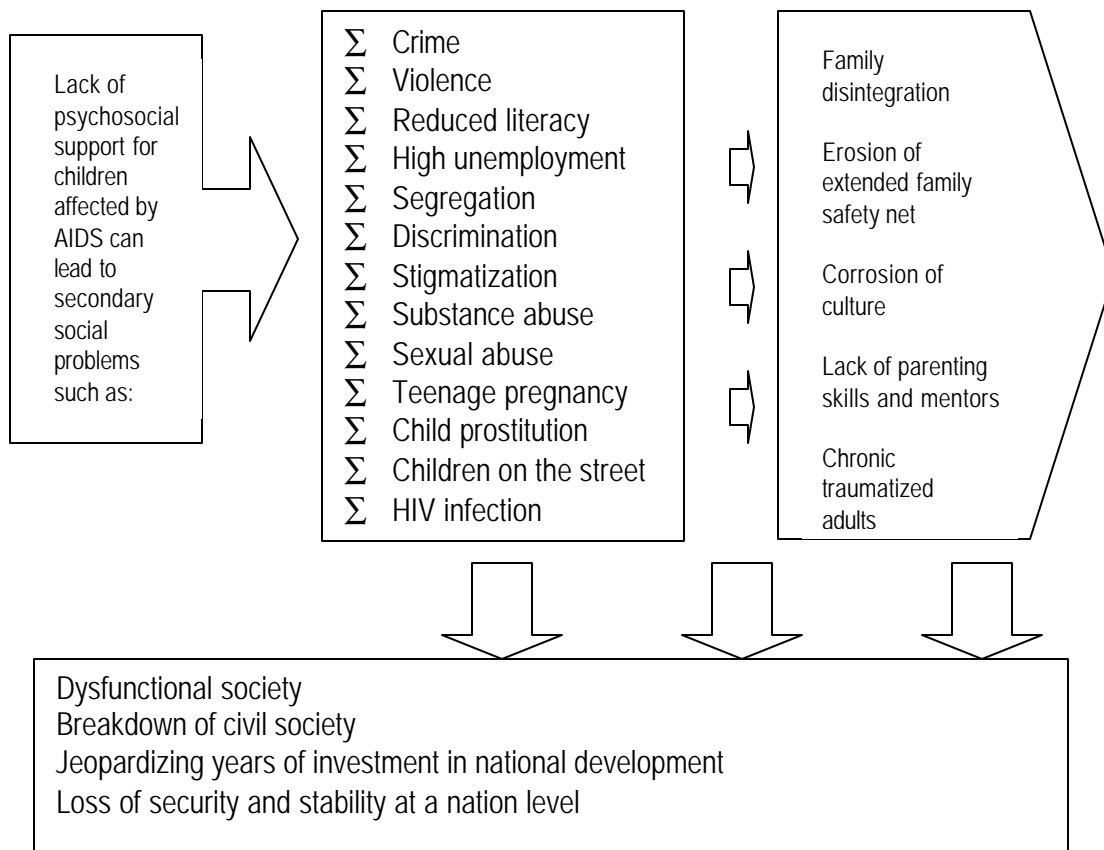 Lack of
psychosocial
support for
children
affected by
AIDS can
lead to
secondary
social
problems
such as:
∑ Crime
∑ Violence
∑ Reduced literacy
∑ High unemployment
∑ Segregation
∑ Discrimination
∑ Stigmatization
∑ Substance abuse
∑ Sexual abuse
∑ Teenage pregnancy
∑ Child prostitution
∑ Children on the street
∑ HIV infection
Family
disintegration
Erosion of
extended family
safety net
Corrosion of
culture
Lack of parenting
skills and mentors
Chronic
traumatized
adults
Dysfunctional society
Breakdown of civil society
Jeopardizing years of investment in national development
Loss of security and stability at a nation level